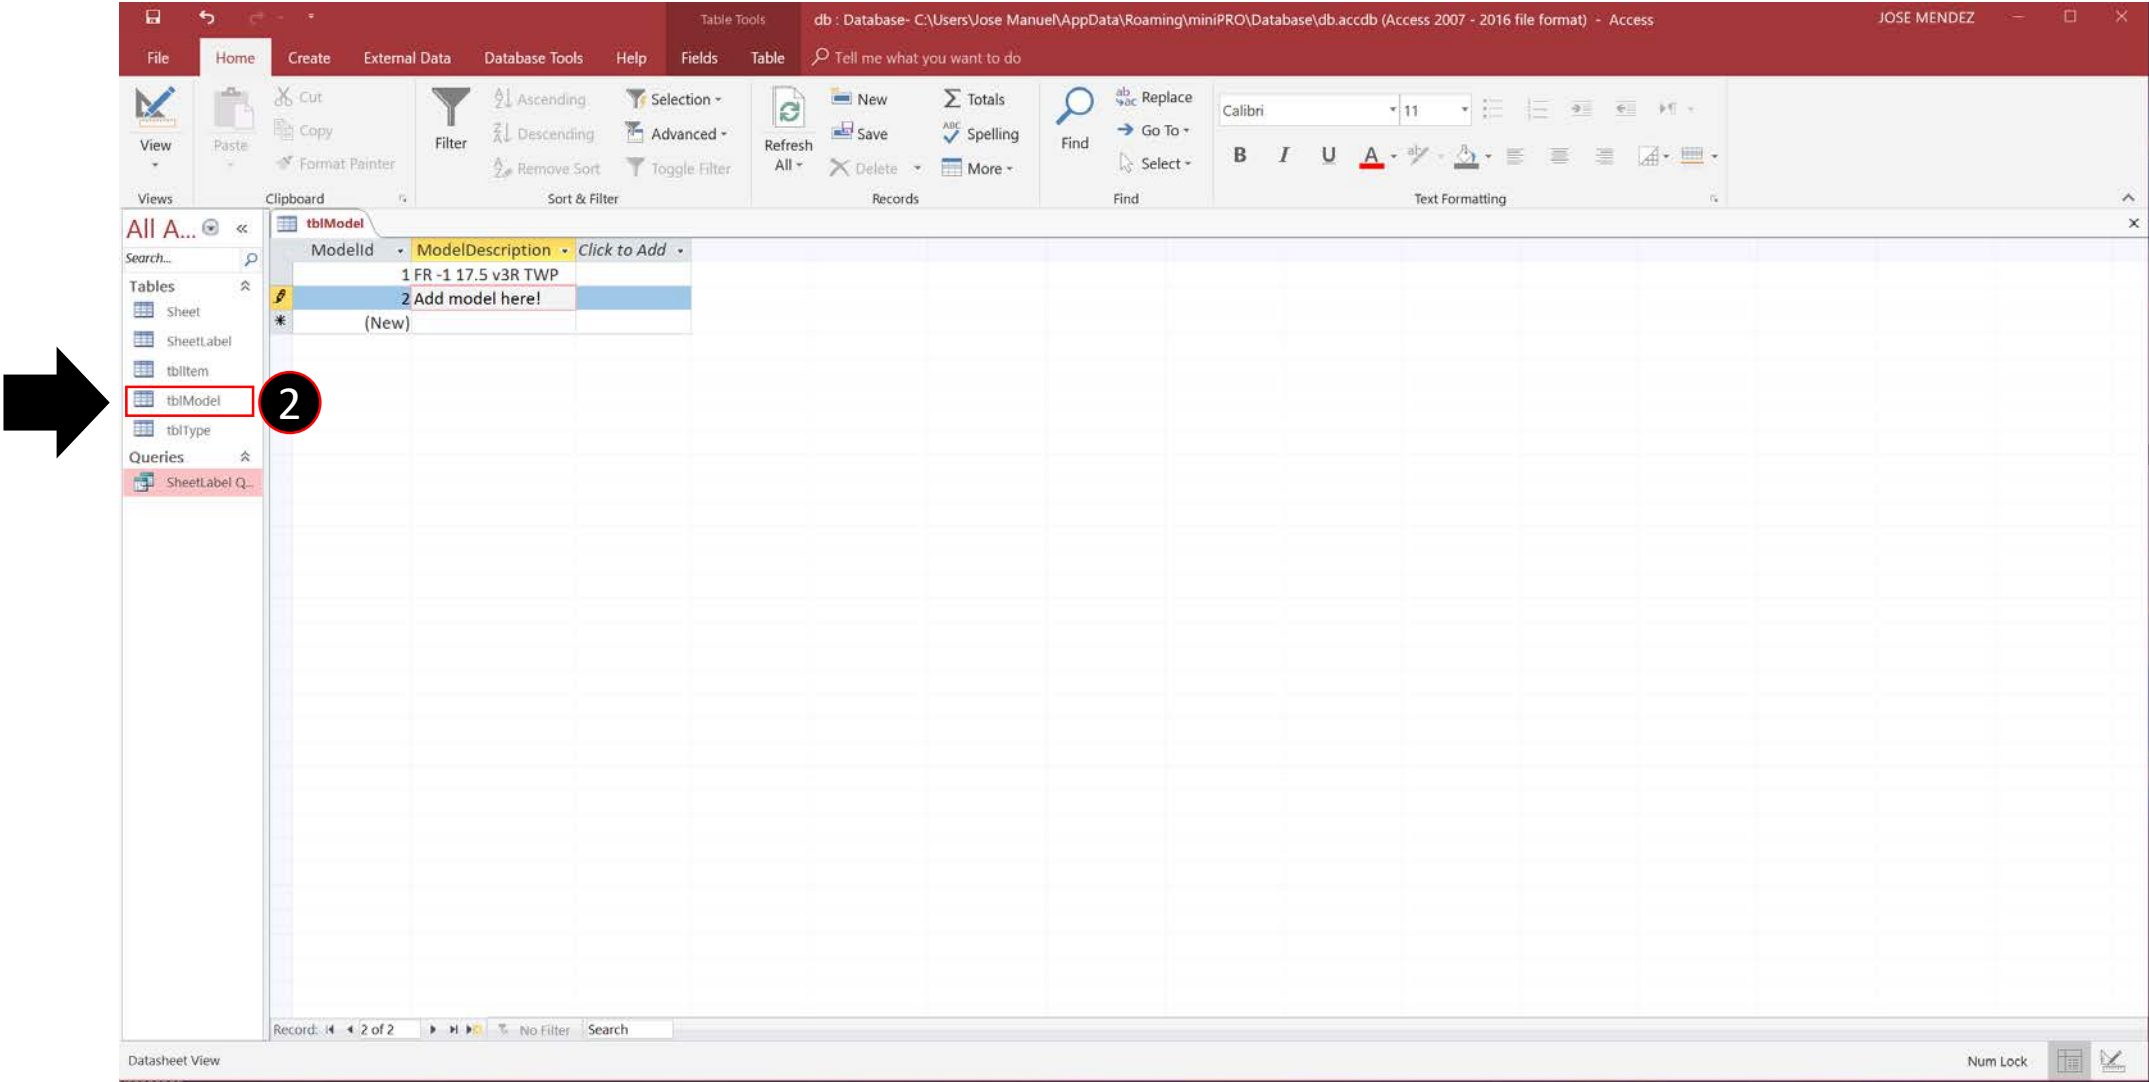 Table Tools db : Database- C:\Users\Jose Manuel\AppData\Roaming\miniPRO\Database\db.accdb (Access 2007 - 2016 file format) - Access JOSE MENDEZ
File Home Create External Data Database Tools Help Fields Table Tell me what you want to do
View
Paste
Cut
Copy
Format Painter
Filter
Ascending
Descending
Remove Sort
Selection
Advanced
Toggle Filter
Refresh
All
New
Save
Delete
Totals
Spelling
More
Find
Replace
Go To
Select
Calibri 11
B I U A
Views Clipboard Sort & Filter Records Find Text Formatting
All A...
Search...
Tables
Sheet
SheetLabel
tblItem
tblModel
tblType
Queries
SheetLabel Q...
2
tblModel
ModelId ModelDescription Click to Add
1 FR -1 17.5 v3R TWP
2 Add model here!
(New)
Record: 2 of 2 No Filter Search
Datasheet View Num Lock